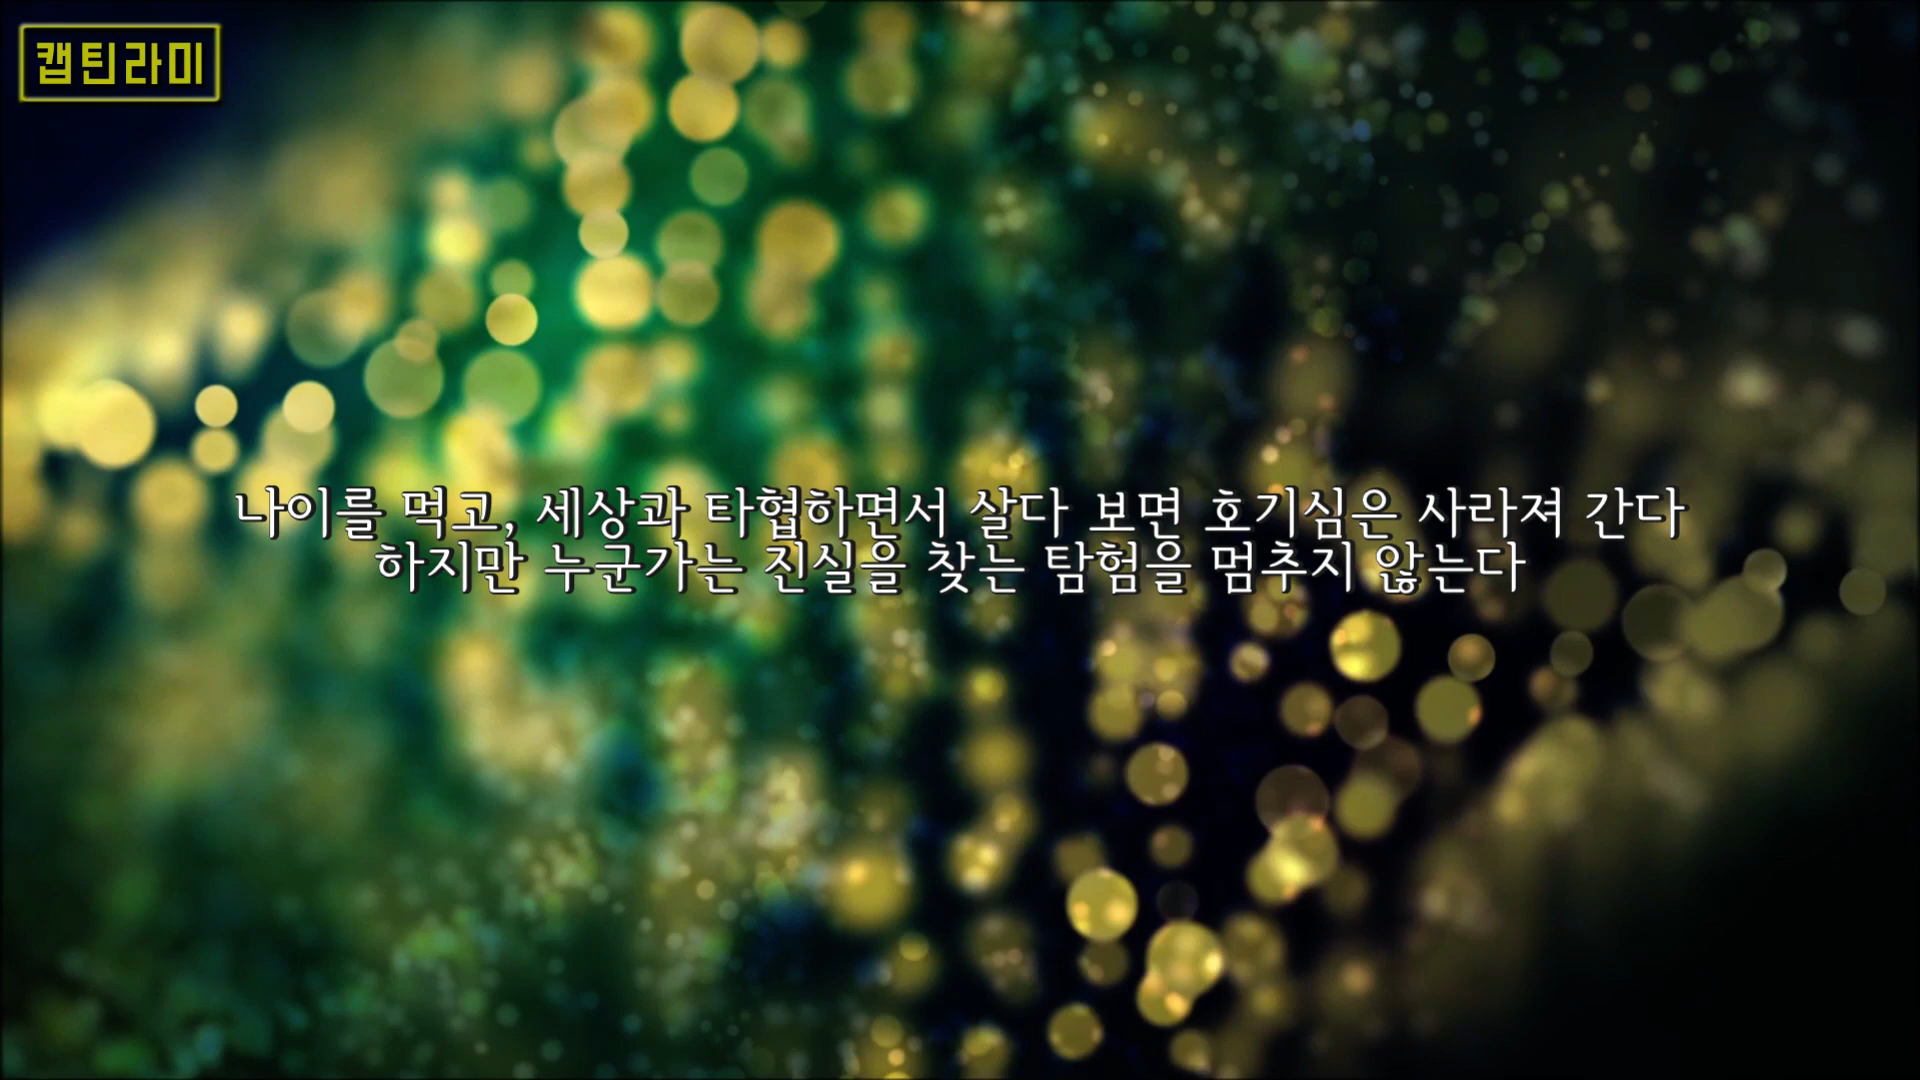 캡틴라미
나이를 먹고, 세상과 타협하면서 살다 보면 호기심은 사라져 간다
하지만 누군가는 진실을 찾는 탐험을 멈추지 않는다